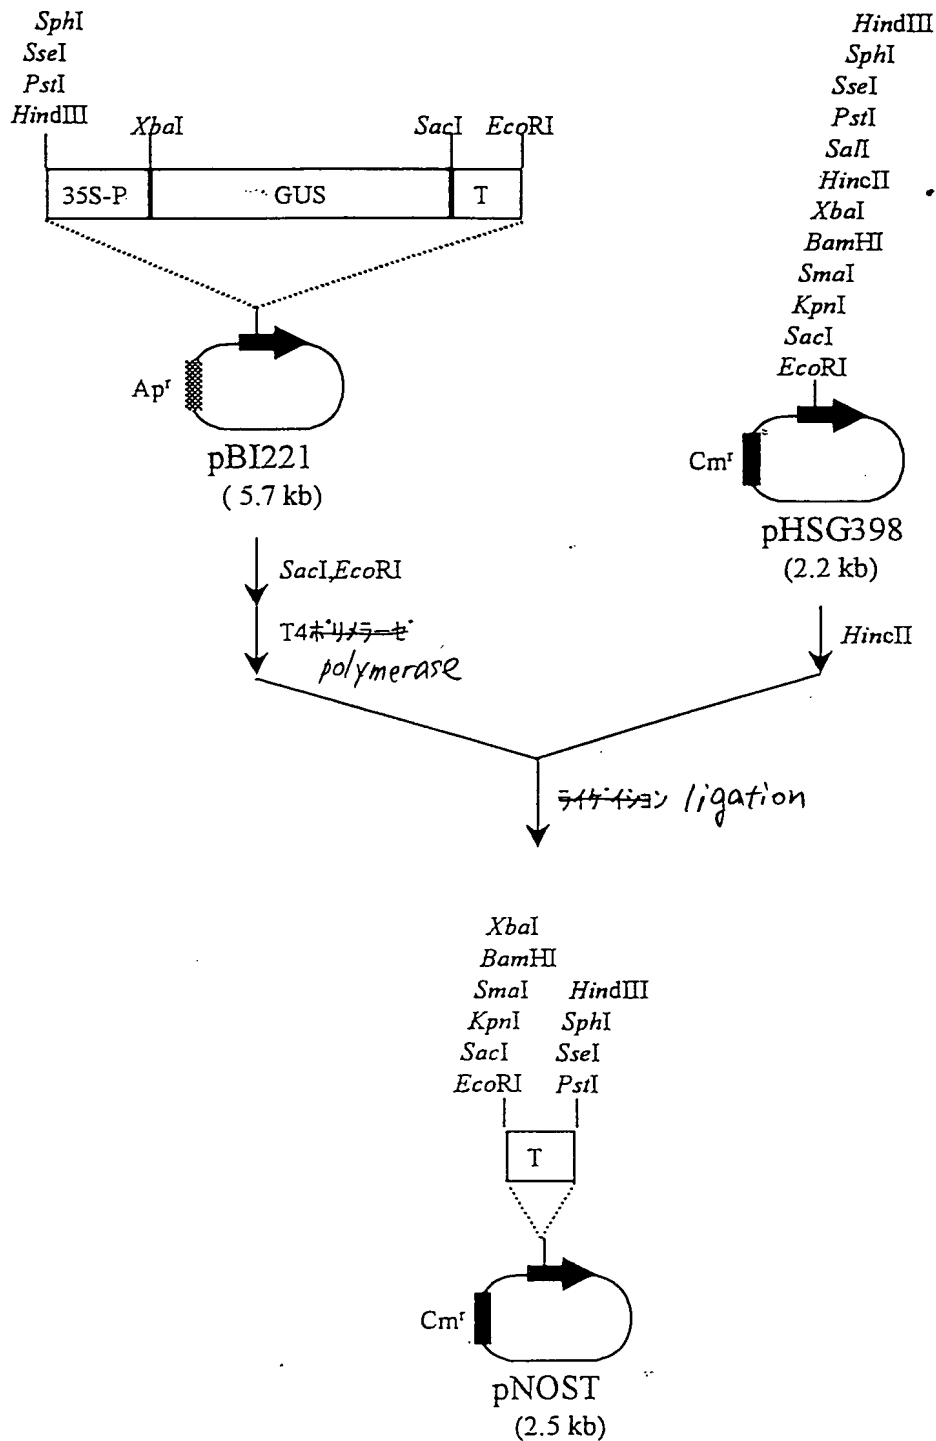 SphI
SseI
PstI
HindIII
XbaI
SacI
EcoRI
35S-P
GUS
T
Apʳ
pBI221
( 5.7 kb)
HindIII
SphI
SseI
PstI
SalI
HincII
XbaI
BamHI
SmaI
KpnI
SacI
EcoRI
Cmʳ
pHSG398
(2.2 kb)
SacI,EcoRI
T4ポリメラーゼ
polymerase
HincII
ライゲイション ligation
XbaI
BamHI
SmaI
KpnI
SacI
EcoRI
HindIII
SphI
SseI
PstI
T
Cmʳ
pNOST
(2.5 kb)